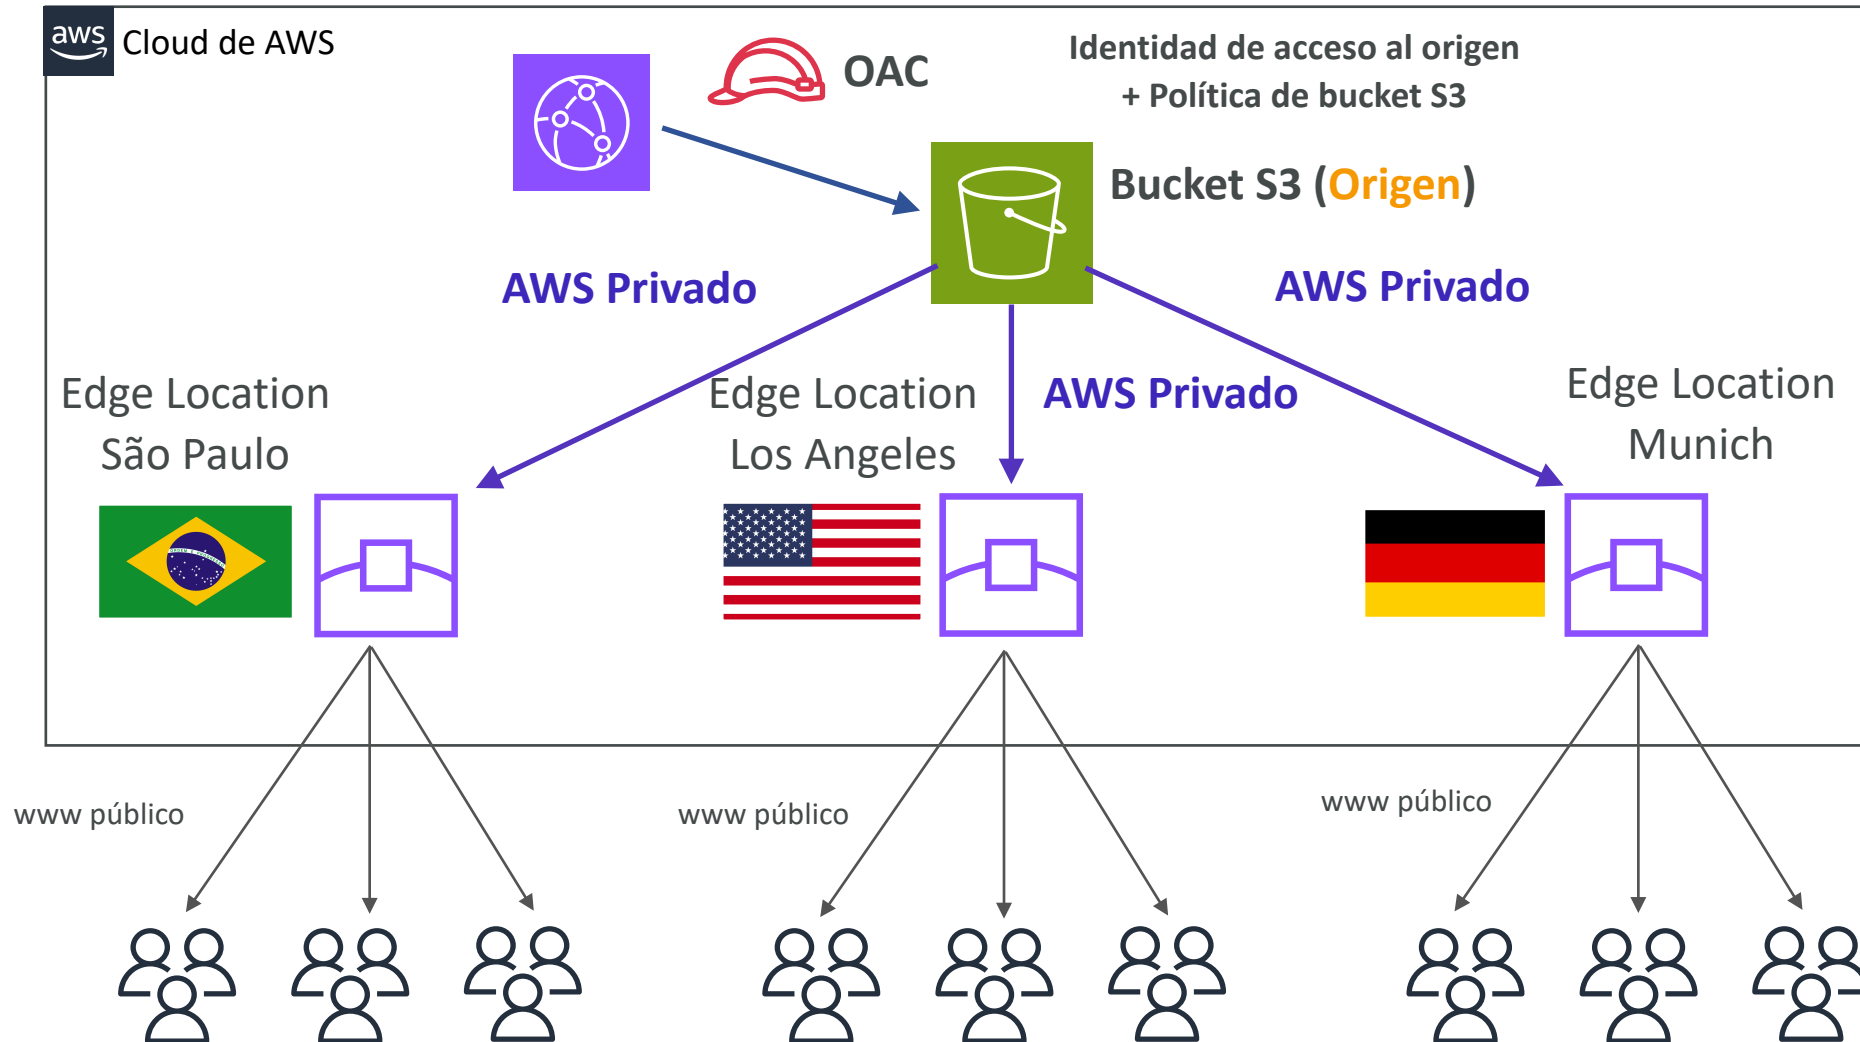 aws
Cloud de AWS
OAC
Identidad de acceso al origen
+ Política de bucket S3
Bucket S3 (Origen)
AWS Privado
AWS Privado
AWS Privado
Edge Location
São Paulo
Edge Location
Los Angeles
Edge Location
Munich
www público
www público
www público